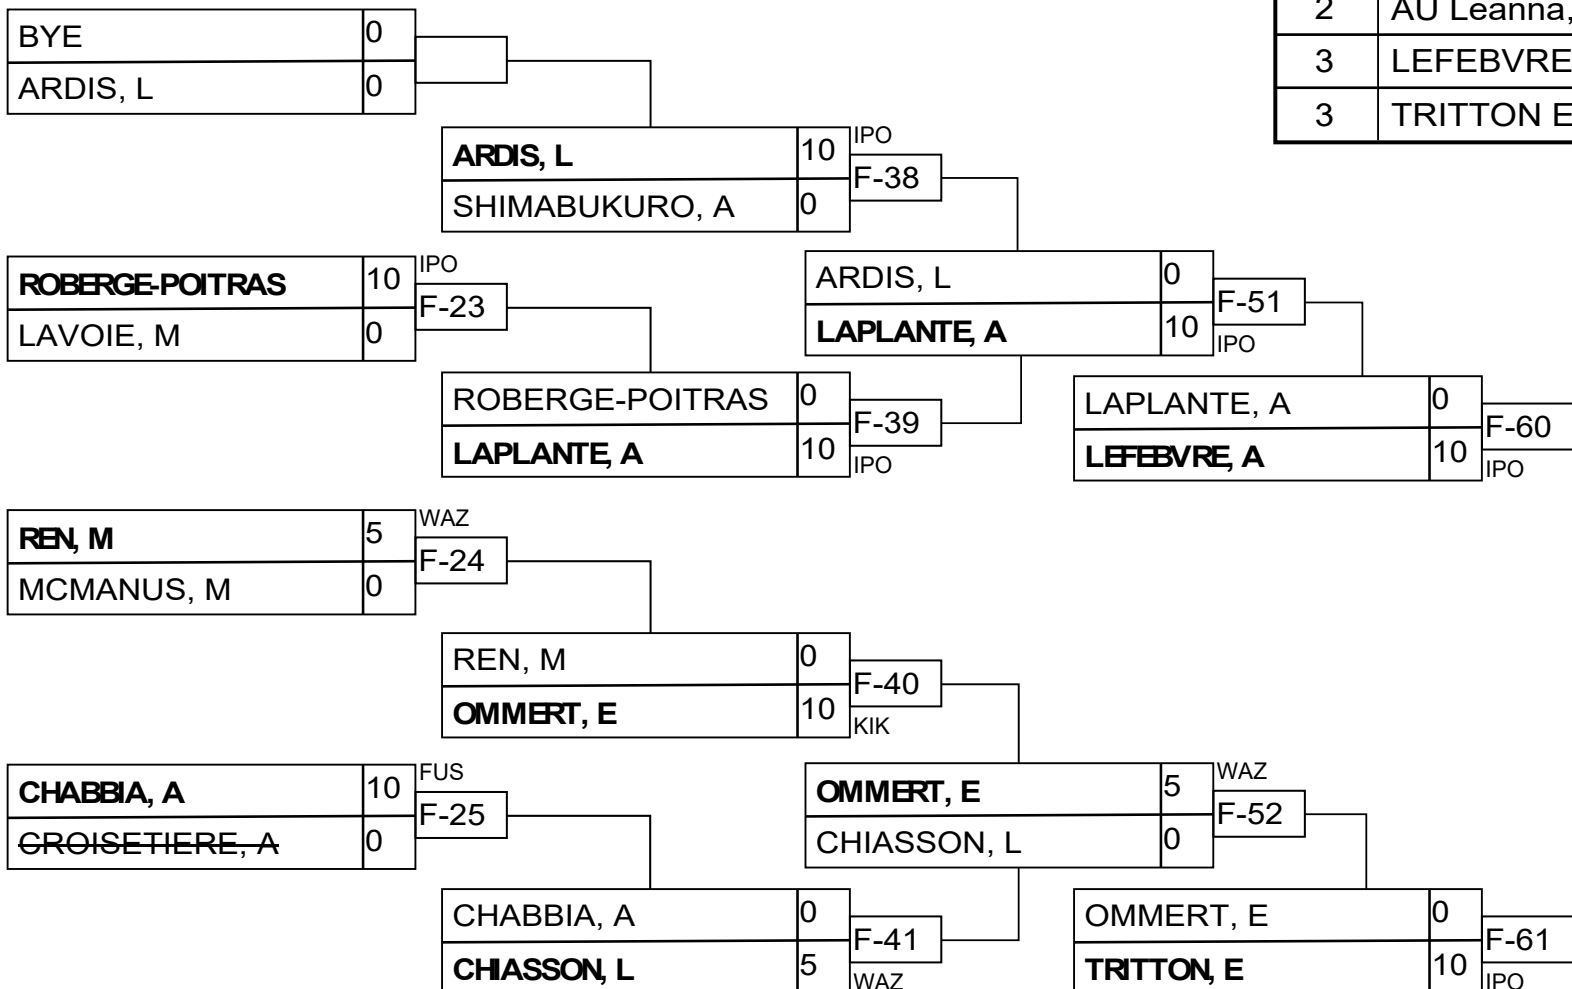 BYE 0
ARDIS, L 0
2 AU Leanna,
3 LEFEBVRE
3 TRITTON E
ARDIS, L 10 IPO
F-38
SHIMABUKURO, A 0
ROBERGE-POITRAS 10 IPO
F-23
LAVOIE, M 0
ARDIS, L 0
F-51
LAPLANTE, A 10 IPO
ROBERGE-POITRAS 0
F-39
LAPLANTE, A 10 IPO
LAPLANTE, A 0
F-60
LEFEBVRE, A 10 IPO
REN, M 5 WAZ
F-24
MCMANUS, M 0
REN, M 0
F-40
OMMERT, E 10 KIK
CHABBIA, A 10 FUS
F-25
CROISETIERE, A 0
OMMERT, E 5 WAZ
F-52
CHIASSON, L 0
CHABBIA, A 0
F-41
CHIASSON, L 5 WAZ
OMMERT, E 0
F-61
TRITTON, E 10 IPO